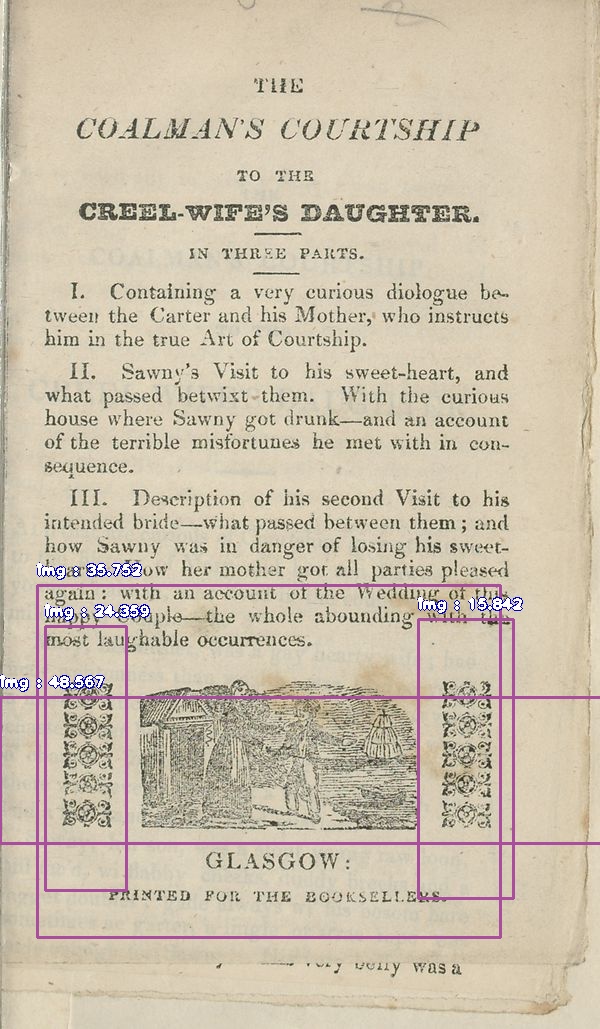 THE
COALMAN'S COURTSHIP
TO THE
CREEL-WIFE'S DAUGHTER.
IN THREE PARTS.
I. Containing a very curious diologue be-
tween the Carter and his Mother, who instructs
him in the true Art of Courtship.
II. Sawny's Visit to his sweet-heart, and
what passed betwixt them. With the curious
house where Sawny got drunk—and an account
of the terrible misfortunes he met with in con-
sequence.
III. Description of his second Visit to his
intended bride—what passed between them; and
how Sawny was in danger of losing his sweet-
How her mother got all parties pleased
img : 35.752
again: with an account of the Wedding of this
img : 24.359
img : 15.842
happy couple—the whole abounding with the
most laughable occurrences.
img : 48.567
GLASGOW:
PRINTED FOR THE BOOKSELLERS.
very belly was a